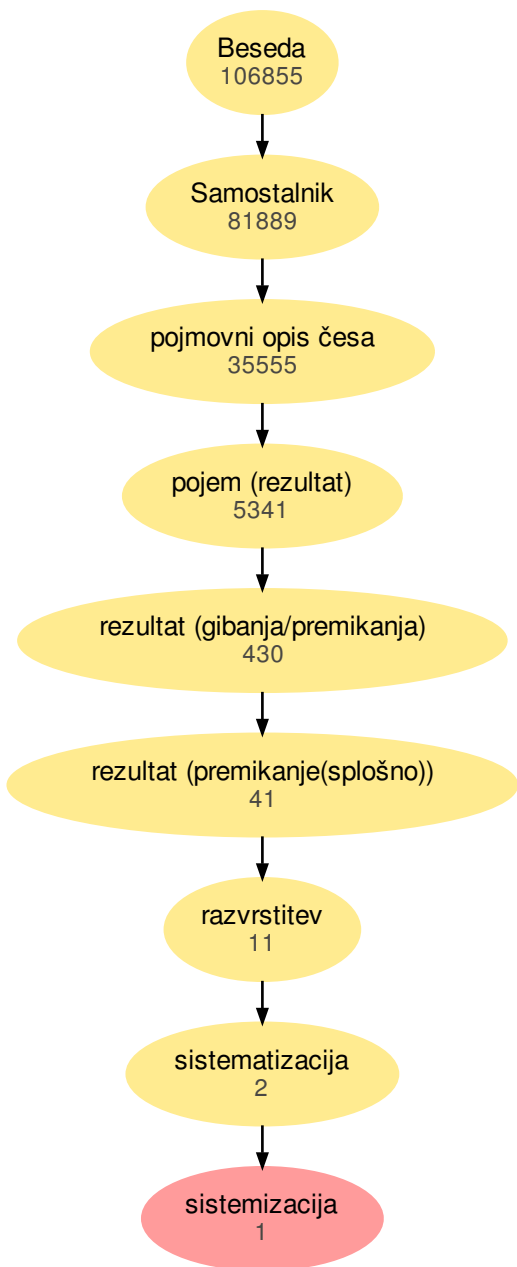 Beseda
106855
Samostalnik
81889
pojmovni opis česa
35555
pojem (rezultat)
5341
rezultat (gibanja/premikanja)
430
rezultat (premikanje(splošno))
41
razvrstitev
11
sistematizacija
2
sistemizacija
1